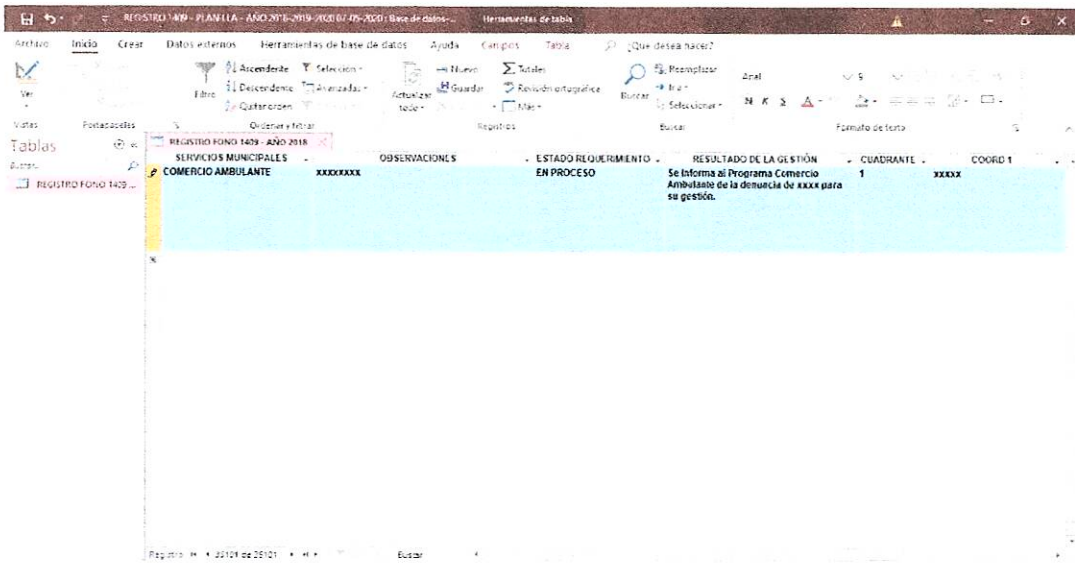 REGISTRO 1409 - PLANILLA - AÑO 2018-2019-2020 07-05-2020 : Base de datos-... Herramientas de tabla
Archivo Inicio Crear Datos externos Herramientas de base de datos Ayuda Campos Tabla ¿Qué desea hacer?
Ver Filtro Ascendente Selección Nuevo Totales Buscar Reemplazar Arial 9
Descendente Avanzadas Actualizar todo Guardar Revisión ortográfica Ir a
Quitar orden Más Seleccionar N K S A
Vistas Portapapeles Ordenar y filtrar Registros Buscar Formato de texto
Tablas
Buscar...
REGISTRO FONO 1409 ...
REGISTRO FONO 1409 - AÑO 2018
SERVICIOS MUNICIPALES OBSERVACIONES ESTADO REQUERIMIENTO RESULTADO DE LA GESTIÓN CUADRANTE COORD 1
COMERCIO AMBULANTE xxxxxxxx EN PROCESO Se informa al Programa Comercio 1 xxxxx
Ambulante de la denuncia de xxxx para
su gestión.
Registro 25101 de 25101 Buscar